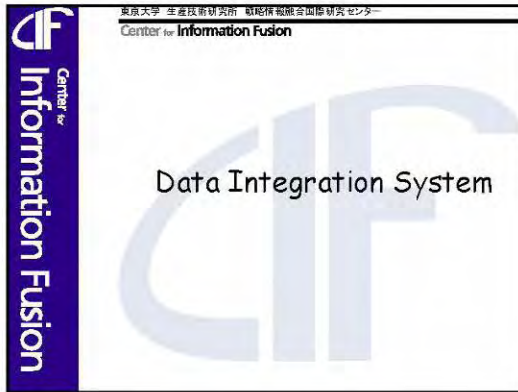 CIF
Center for
Information Fusion
東京大学 生産技術研究所 戦略情報融合国際研究センター
Center for Information Fusion
CIF
Data Integration System